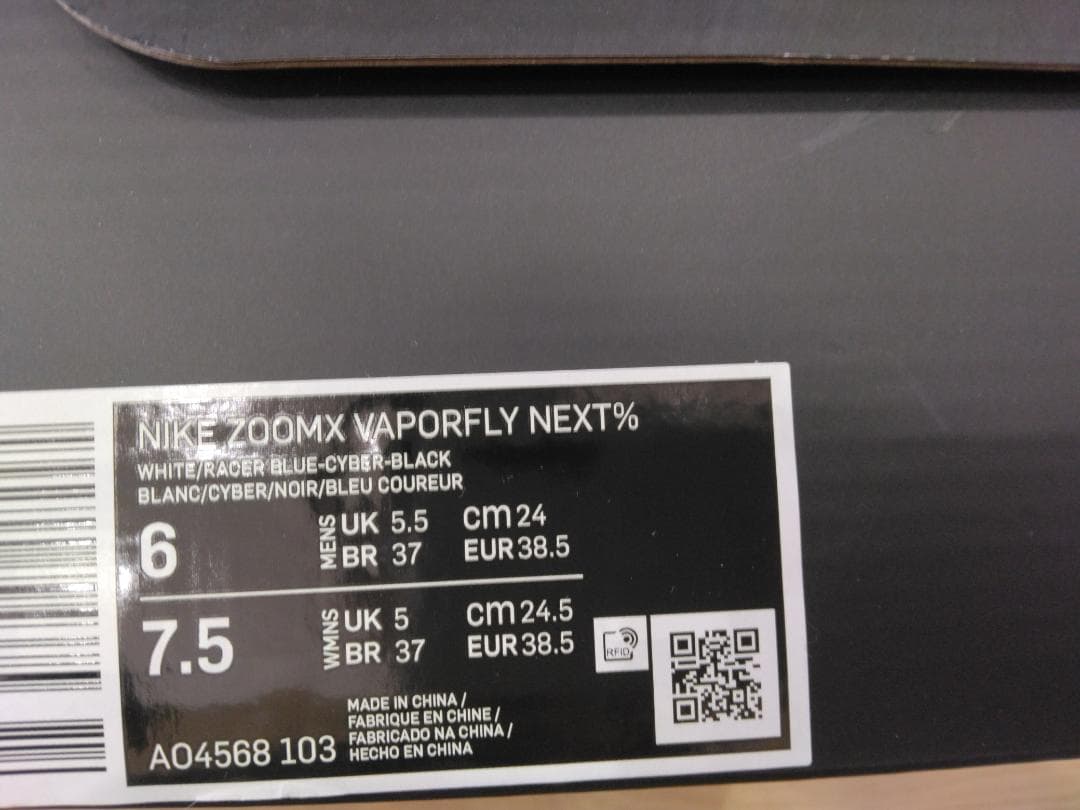 NIKE ZOOMX VAPORFLY NEXT%
WHITE/RACER BLUE-CYBER-BLACK
BLANC/CYBER/NOIR/BLEU COUREUR
6 MENS UK 5.5 cm 24
BR 37 EUR 38.5
7.5 WMNS UK 5 cm 24.5
BR 37 EUR 38.5
RFID
MADE IN CHINA /
FABRIQUE EN CHINE /
FABRICADO NA CHINA /
HECHO EN CHINA
AO4568 103